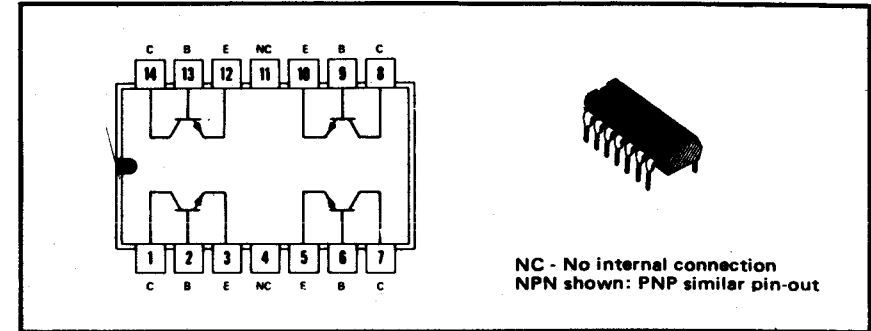 C B E NC E B C
14 13 12 11 10 9 8
1 2 3 4 5 6 7
C B E NC E B C
NC - No internal connection
NPN shown: PNP similar pin-out